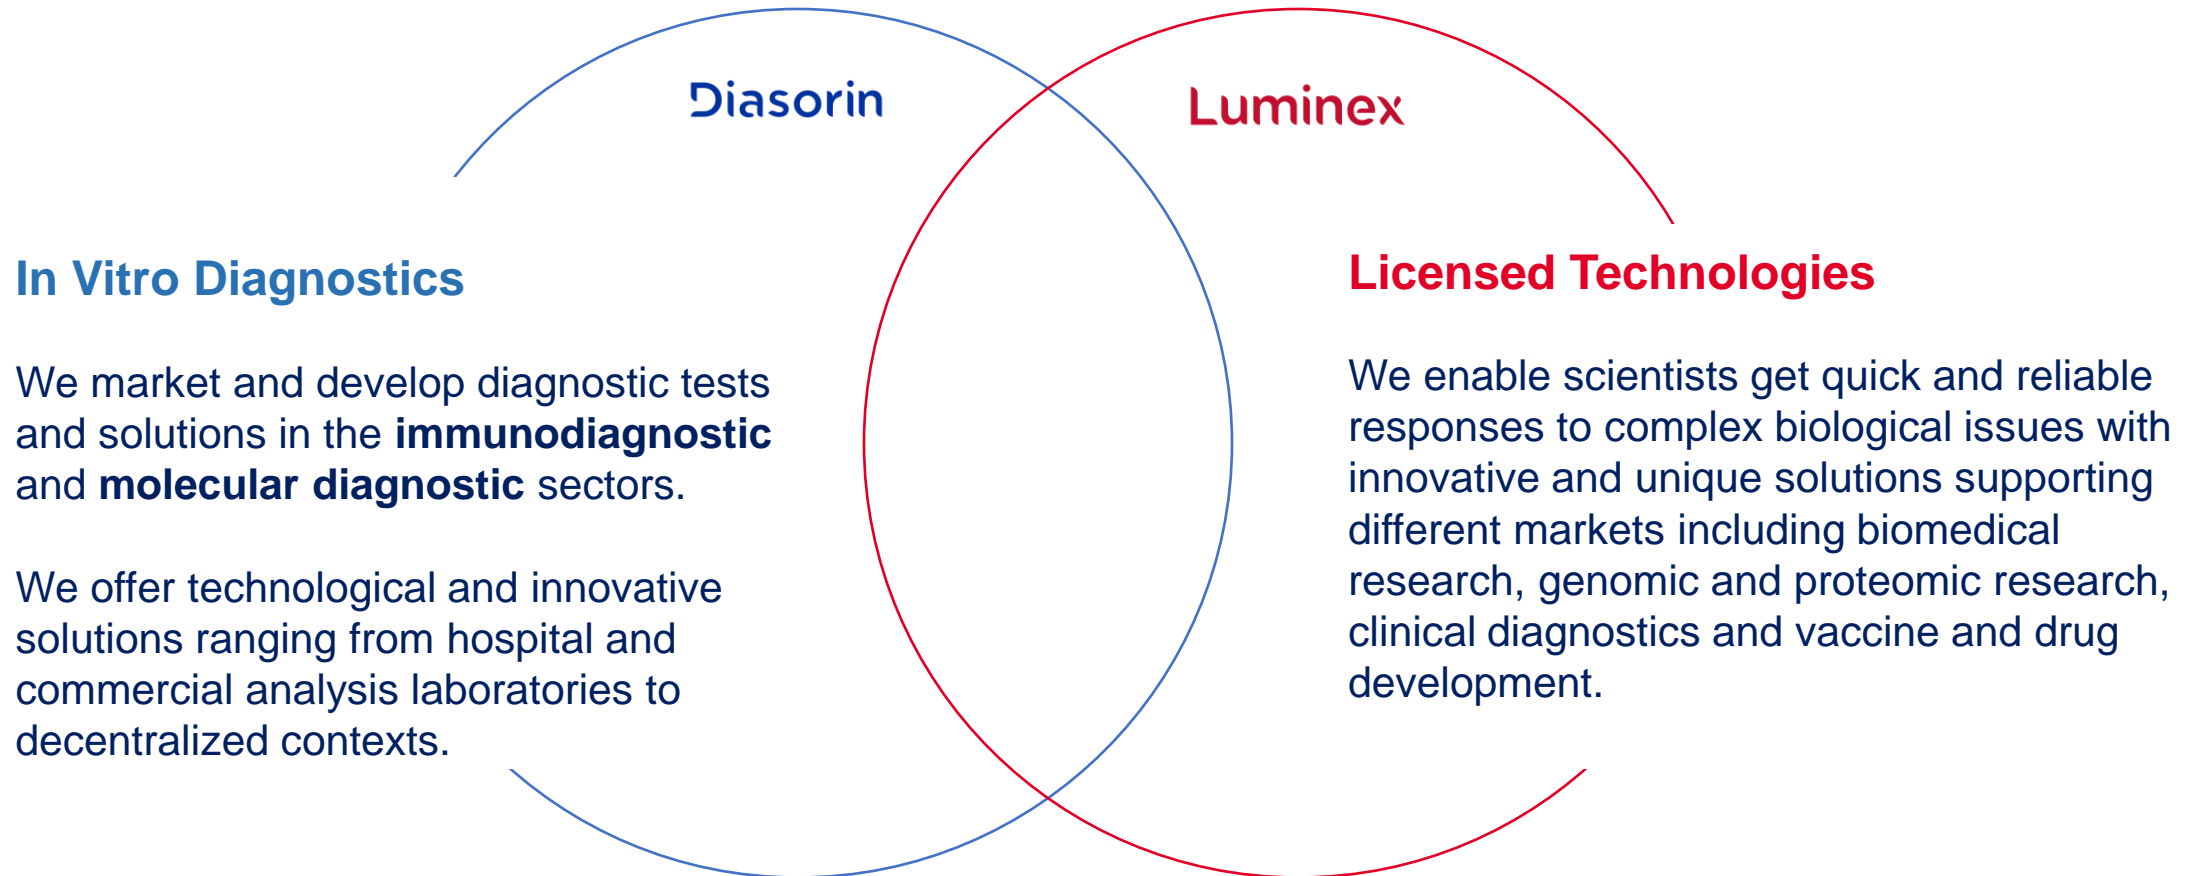 Diasorin
Luminex
In Vitro Diagnostics
We market and develop diagnostic tests
and solutions in the immunodiagnostic
and molecular diagnostic sectors.
We offer technological and innovative
solutions ranging from hospital and
commercial analysis laboratories to
decentralized contexts.
Licensed Technologies
We enable scientists get quick and reliable
responses to complex biological issues with
innovative and unique solutions supporting
different markets including biomedical
research, genomic and proteomic research,
clinical diagnostics and vaccine and drug
development.